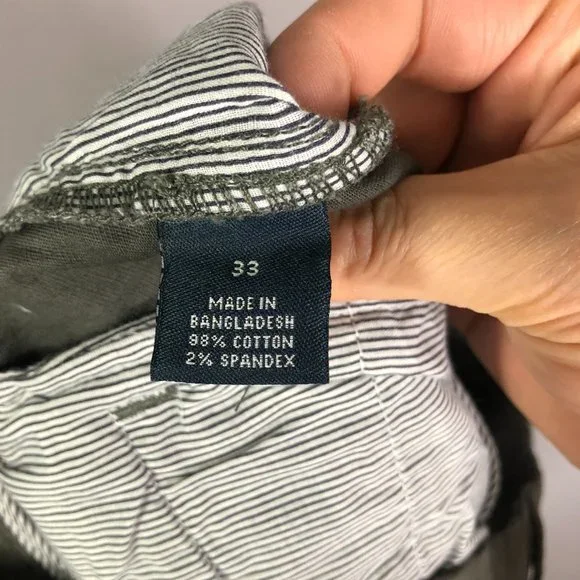 33
MADE IN
BANGLADESH
98% COTTON
2% SPANDEX